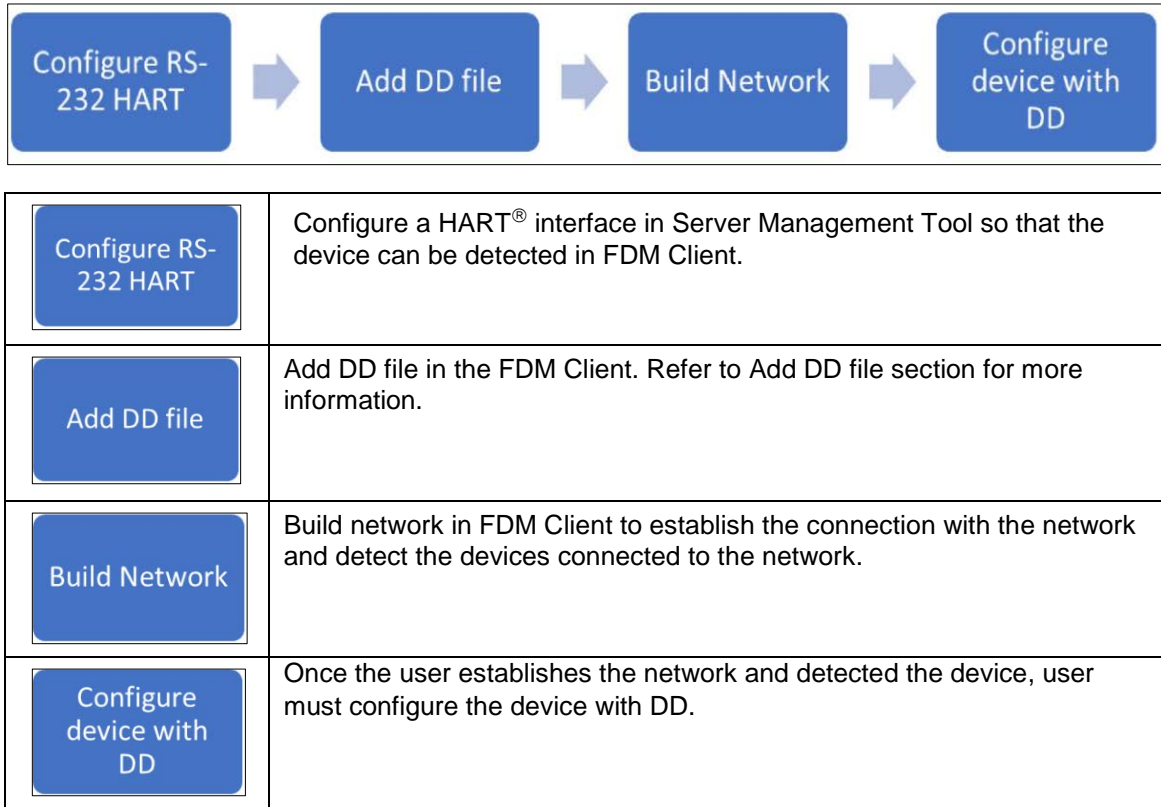 Configure RS-
232 HART
Add DD file
Build Network
Configure
device with
DD
Configure RS-
232 HART
Configure a HART® interface in Server Management Tool so that the
device can be detected in FDM Client.
Add DD file
Add DD file in the FDM Client. Refer to Add DD file section for more
information.
Build Network
Build network in FDM Client to establish the connection with the network
and detect the devices connected to the network.
Configure
device with
DD
Once the user establishes the network and detected the device, user
must configure the device with DD.